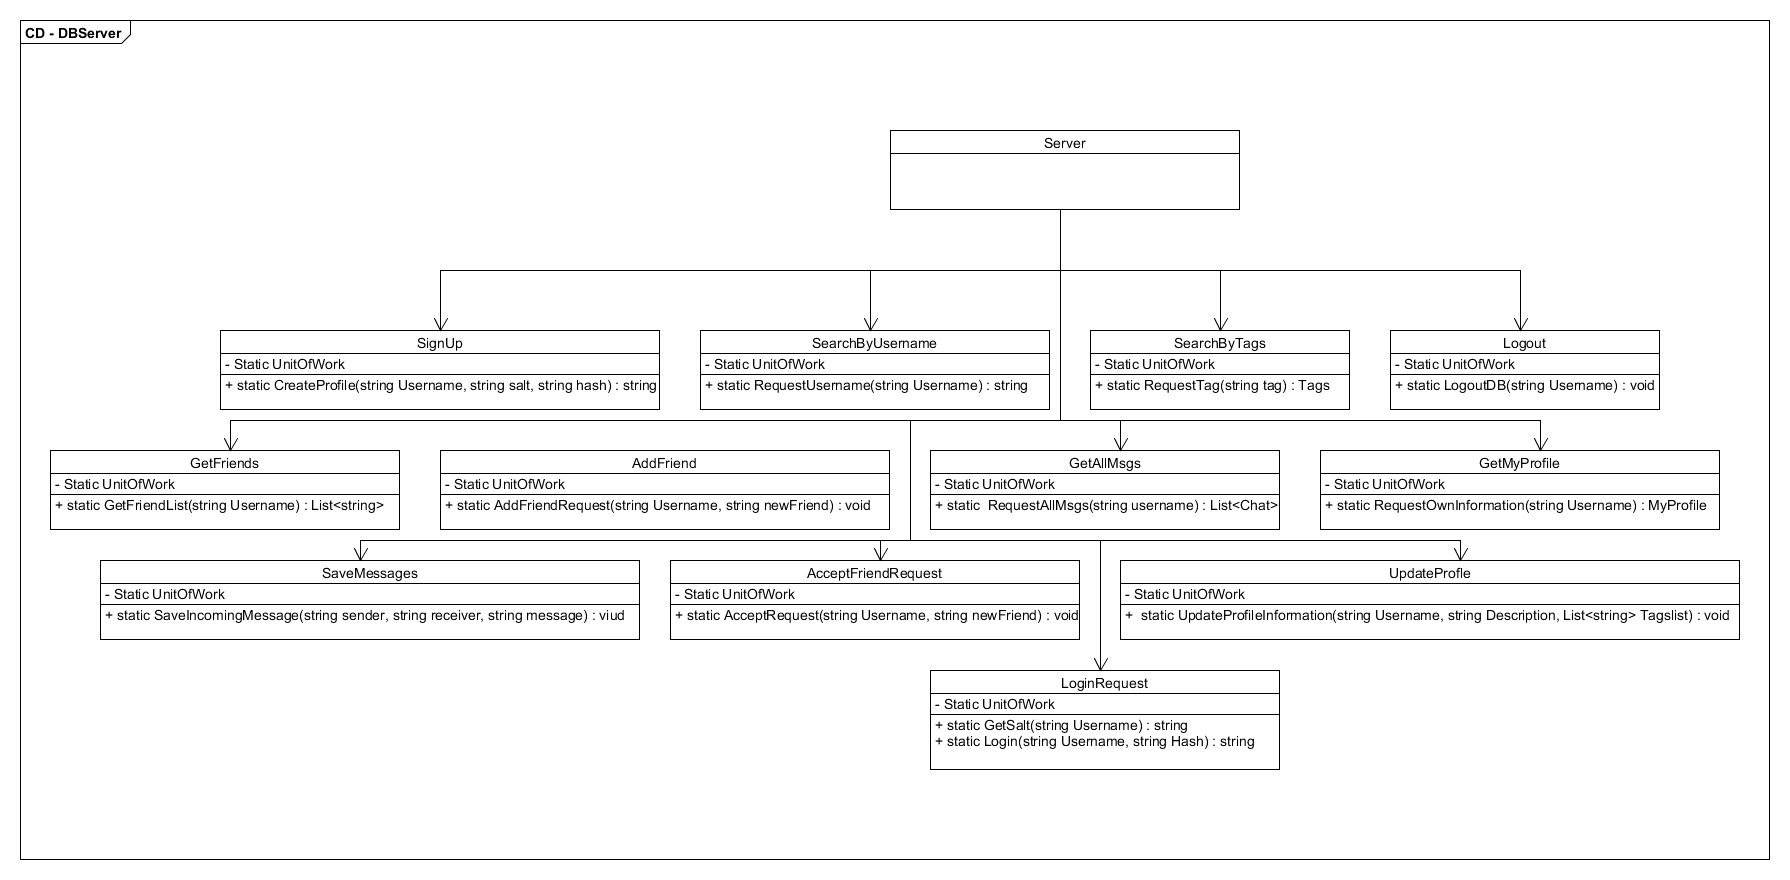 CD - DBServer
Server
SignUp
- Static UnitOfWork
+ static CreateProfile(string Username, string salt, string hash) : string
SearchByUsername
- Static UnitOfWork
+ static RequestUsername(string Username) : string
SearchByTags
- Static UnitOfWork
+ static RequestTag(string tag) : Tags
Logout
- Static UnitOfWork
+ static LogoutDB(string Username) : void
GetFriends
- Static UnitOfWork
+ static GetFriendList(string Username) : List<string>
AddFriend
- Static UnitOfWork
+ static AddFriendRequest(string Username, string newFriend) : void
GetAllMsgs
- Static UnitOfWork
+ static  RequestAllMsgs(string username) : List<Chat>
GetMyProfile
- Static UnitOfWork
+ static RequestOwnInformation(string Username) : MyProfile
SaveMessages
- Static UnitOfWork
+ static SaveIncomingMessage(string sender, string receiver, string message) : viud
AcceptFriendRequest
- Static UnitOfWork
+ static AcceptRequest(string Username, string newFriend) : void
UpdateProfle
- Static UnitOfWork
+  static UpdateProfileInformation(string Username, string Description, List<string> Tagslist) : void
LoginRequest
- Static UnitOfWork
+ static GetSalt(string Username) : string
+ static Login(string Username, string Hash) : string